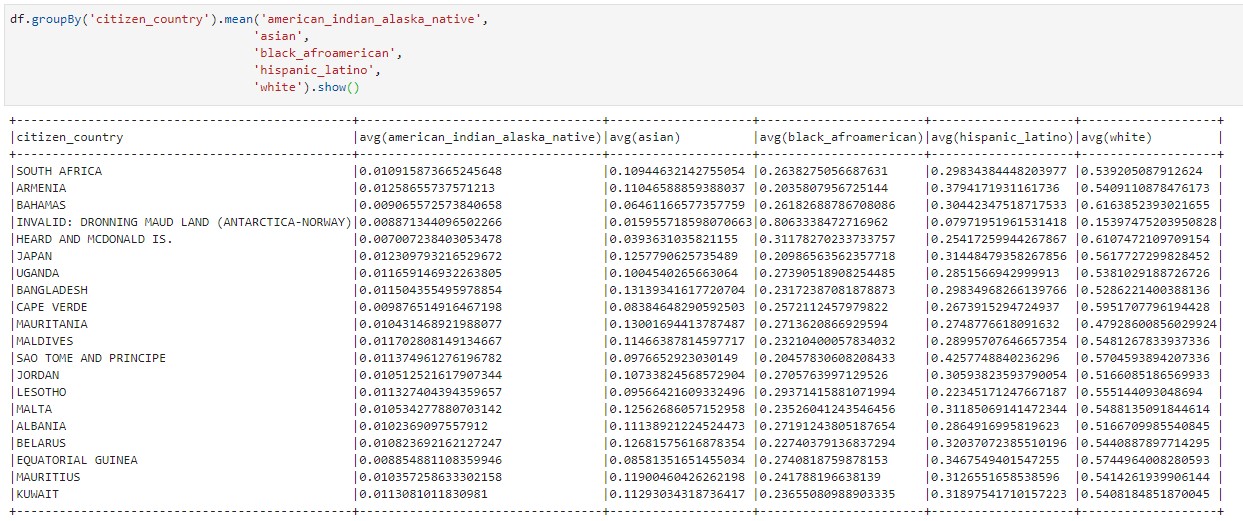 df.groupBy('citizen_country').mean('american_indian_alaska_native',
'asian',
'black_afroamerican',
'hispanic_latino',
'white').show()
+---------------------------------------------+----------------------------------+--------------------+-----------------------+--------------------+-------------------+
|citizen_country |avg(american_indian_alaska_native)|avg(asian) |avg(black_afroamerican)|avg(hispanic_latino)|avg(white) |
+---------------------------------------------+----------------------------------+--------------------+-----------------------+--------------------+-------------------+
|SOUTH AFRICA |0.010915873665245648 |0.10944632142755054 |0.2638275056687631 |0.29834384448203977 |0.539205087912624 |
|ARMENIA |0.01258655737571213 |0.11046588859388037 |0.2035809756725144 |0.3794171931161736 |0.5409110878476173 |
|BAHAMAS |0.009065572573840658 |0.06461166577357759 |0.26182688786708086 |0.30442347518717533 |0.6163852393021655 |
|INVALID: DRONNING MAUD LAND (ANTARCTICA-NORWAY)|0.008871344096502266 |0.015955718598070663|0.8063338472716962 |0.07971951961531418 |0.15397475203950828|
|HEARD AND MCDONALD IS. |0.007007238403053478 |0.0393631035821155 |0.31178270233733757 |0.25417259944267867 |0.6107472109709154 |
|JAPAN |0.012309793216529672 |0.1257790625735489 |0.20986563562357718 |0.31448479358267856 |0.5617727299828452 |
|UGANDA |0.011659146932263805 |0.1004540265663064 |0.27390518908254485 |0.2851566942999913 |0.5381029188726726 |
|BANGLADESH |0.011504355495978854 |0.13139341617720704 |0.23172387081878873 |0.29834968266139766 |0.5286221400388136 |
|CAPE VERDE |0.009876514916467198 |0.08384648290592503 |0.2572112457979822 |0.2673915294724937 |0.5951707796194428 |
|MAURITANIA |0.010431468921988077 |0.13001694413787487 |0.2713620866929594 |0.2748776618091632 |0.47928600856029924|
|MALDIVES |0.011702808149134667 |0.11466387814597717 |0.23210400057834032 |0.28995707646657354 |0.5481267833937336 |
|SAO TOME AND PRINCIPE |0.011374961276196782 |0.0976652923030149 |0.20457830608208433 |0.4257748840236296 |0.5704593894207336 |
|JORDAN |0.010512521617907344 |0.10733824568572904 |0.2705763997129526 |0.30593823593790054 |0.5166085186569933 |
|LESOTHO |0.011327404394359657 |0.09566421609332496 |0.29371415881071994 |0.22345171247667187 |0.555144093048694 |
|MALTA |0.010534277880703142 |0.12562686057152958 |0.23526041243546456 |0.31185069141472344 |0.5488135091844614 |
|ALBANIA |0.0102369097557912 |0.11138921224524473 |0.27191243805187654 |0.2864916995819623 |0.5166709985540845 |
|BELARUS |0.010823692162127247 |0.12681575616878354 |0.22740379136837294 |0.32037072385510196 |0.5440887897714295 |
|EQUATORIAL GUINEA |0.008854881108359946 |0.08581351651455034 |0.2740818759878153 |0.3467549401547255 |0.5744964008280593 |
|MAURITIUS |0.010357258633302158 |0.11900460426262198 |0.241788196638139 |0.3126551658538596 |0.5414261939906144 |
|KUWAIT |0.0113081011830981 |0.11293034318736417 |0.23655080988903335 |0.31897541710157223 |0.5408184851870045 |
+---------------------------------------------+----------------------------------+--------------------+-----------------------+--------------------+-------------------+